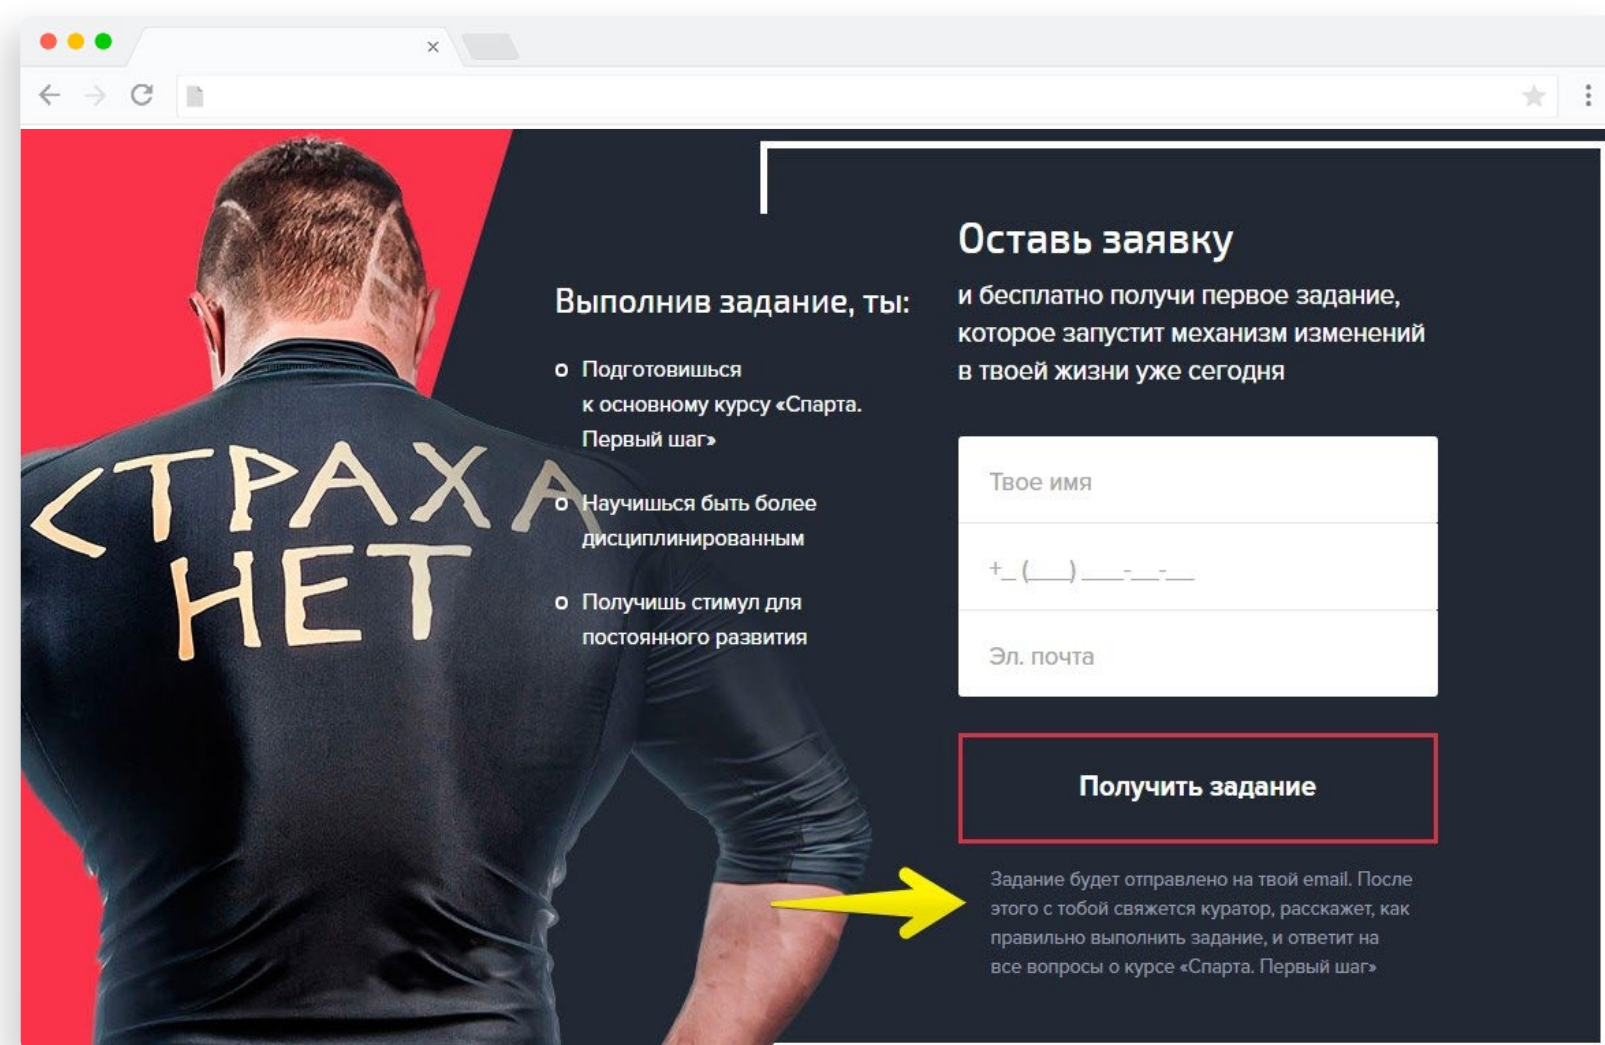 СТРАХА
НЕТ
Выполнив задание, ты:
Подготовишься
к основному курсу «Спарта.
Первый шаг»
Научишься быть более
дисциплинированным
Получишь стимул для
постоянного развития
Оставь заявку
и бесплатно получи первое задание,
которое запустит механизм изменений
в твоей жизни уже сегодня
Твое имя
+_ (___) ___-__-__
Эл. почта
Получить задание
Задание будет отправлено на твой email. После
этого с тобой свяжется куратор, расскажет, как
правильно выполнить задание, и ответит на
все вопросы о курсе «Спарта. Первый шаг»